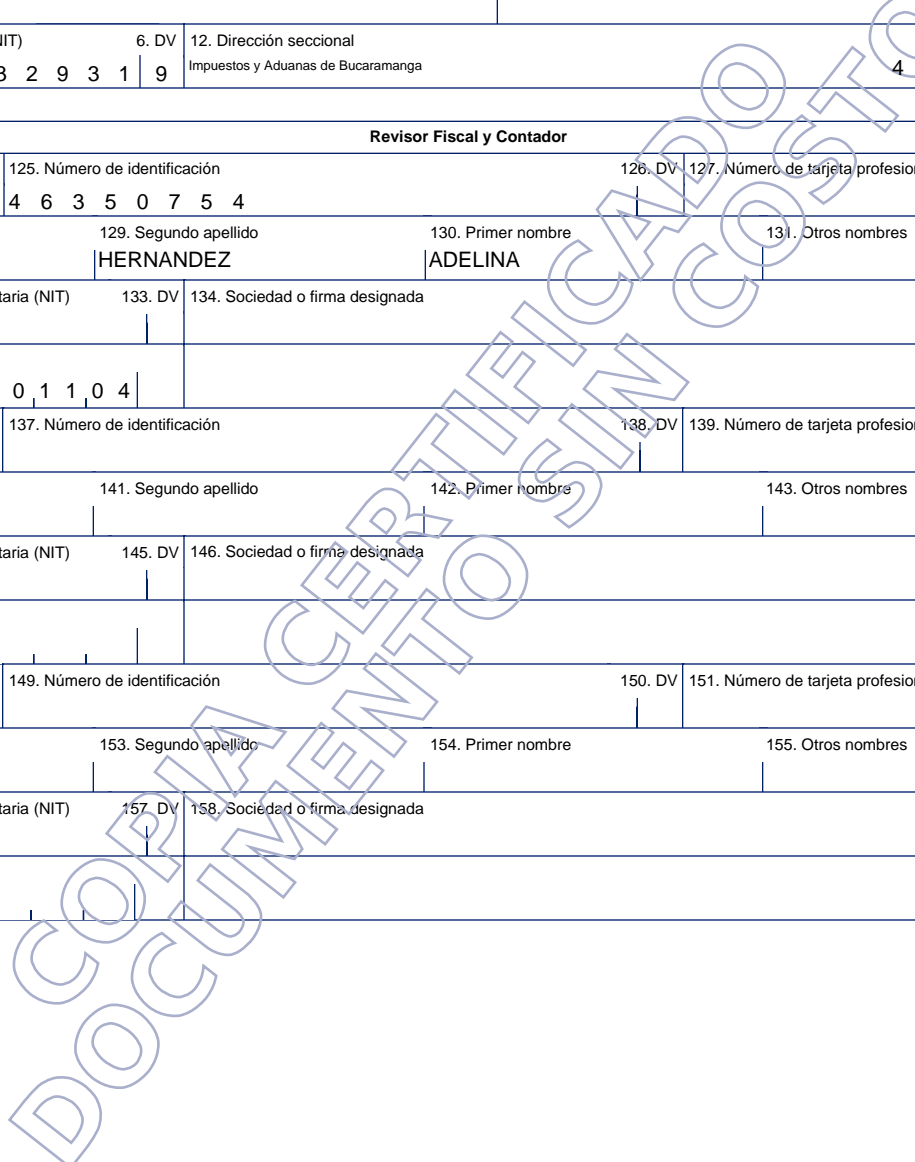 IIT) 6. DV 12. Dirección seccional
3 2 9 3 1 9 Impuestos y Aduanas de Bucaramanga 4
Revisor Fiscal y Contador
125. Número de identificación 126. DV 127. Número de tarjeta profesion
4 6 3 5 0 7 5 4
129. Segundo apellido 130. Primer nombre 131. Otros nombres
HERNANDEZ ADELINA
taria (NIT) 133. DV 134. Sociedad o firma designada
0 1 1 0 4
137. Número de identificación 138. DV 139. Número de tarjeta profesion
141. Segundo apellido 142. Primer nombre 143. Otros nombres
taria (NIT) 145. DV 146. Sociedad o firma designada
149. Número de identificación 150. DV 151. Número de tarjeta profesion
153. Segundo apellido 154. Primer nombre 155. Otros nombres
taria (NIT) 157. DV 158. Sociedad o firma designada
COPIA CERTIFICADO
DOCUMENTO SIN COSTO